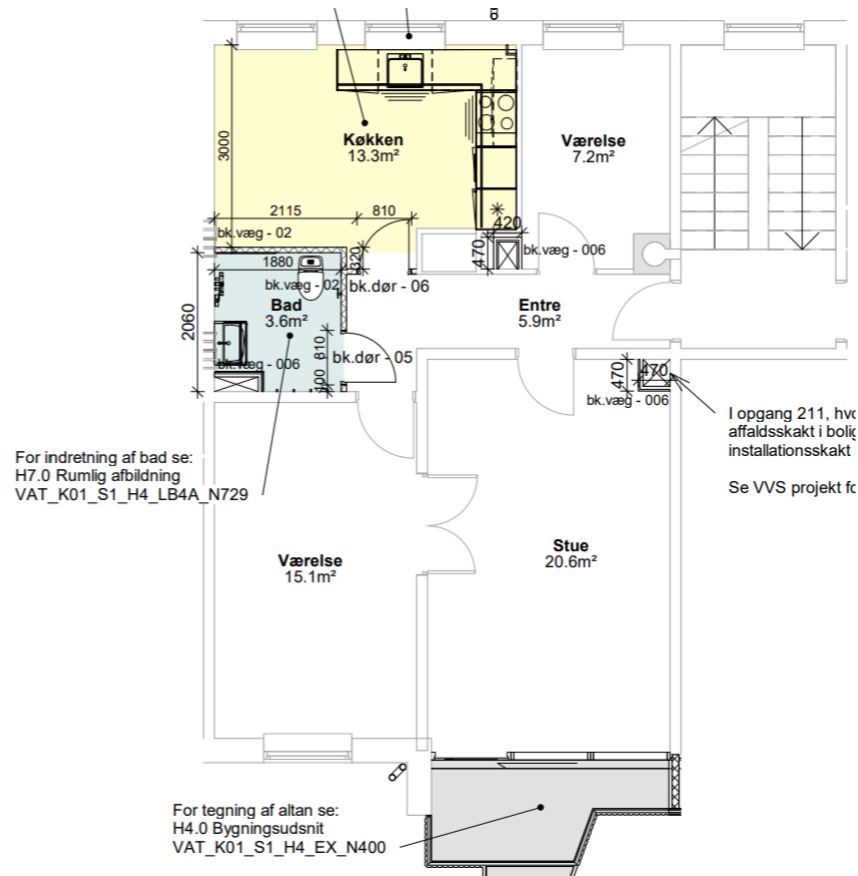 Køkken
13.3m²
Værelse
7.2m²
3000
2115
810
420
bk.væg - 02
470
bk.væg - 006
320
1880
bk.væg - 02
bk.dør - 06
Bad
3.6m²
Entre
5.9m²
2060
810
bk.dør - 05
bk.væg - 006
400
470
470
bk.væg - 006
I opgang 211, hvo
affaldsskakt i bolig
installationsskakt
Se VVS projekt fo
For indretning af bad se:
H7.0 Rumlig afbildning
VAT_K01_S1_H4_LB4A_N729
Værelse
15.1m²
Stue
20.6m²
For tegning af altan se:
H4.0 Bygningsudsnit
VAT_K01_S1_H4_EX_N400